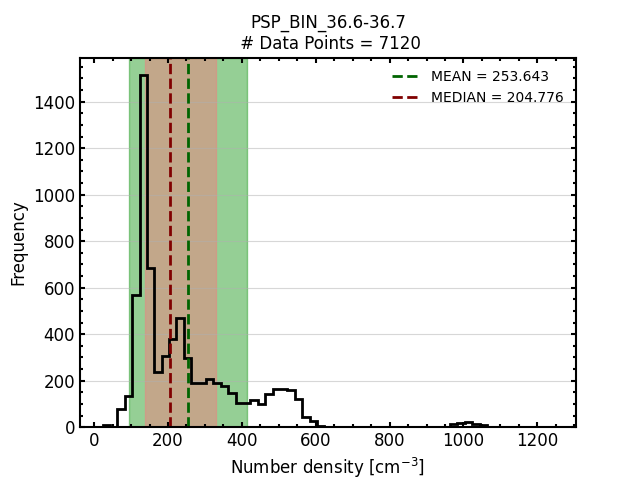 PSP_BIN_36.6-36.7
# Data Points = 7120
MEAN = 253.643
MEDIAN = 204.776
Frequency
1400
1200
1000
800
600
400
200
0
0 200 400 600 800 1000 1200
Number density [cm⁻³]